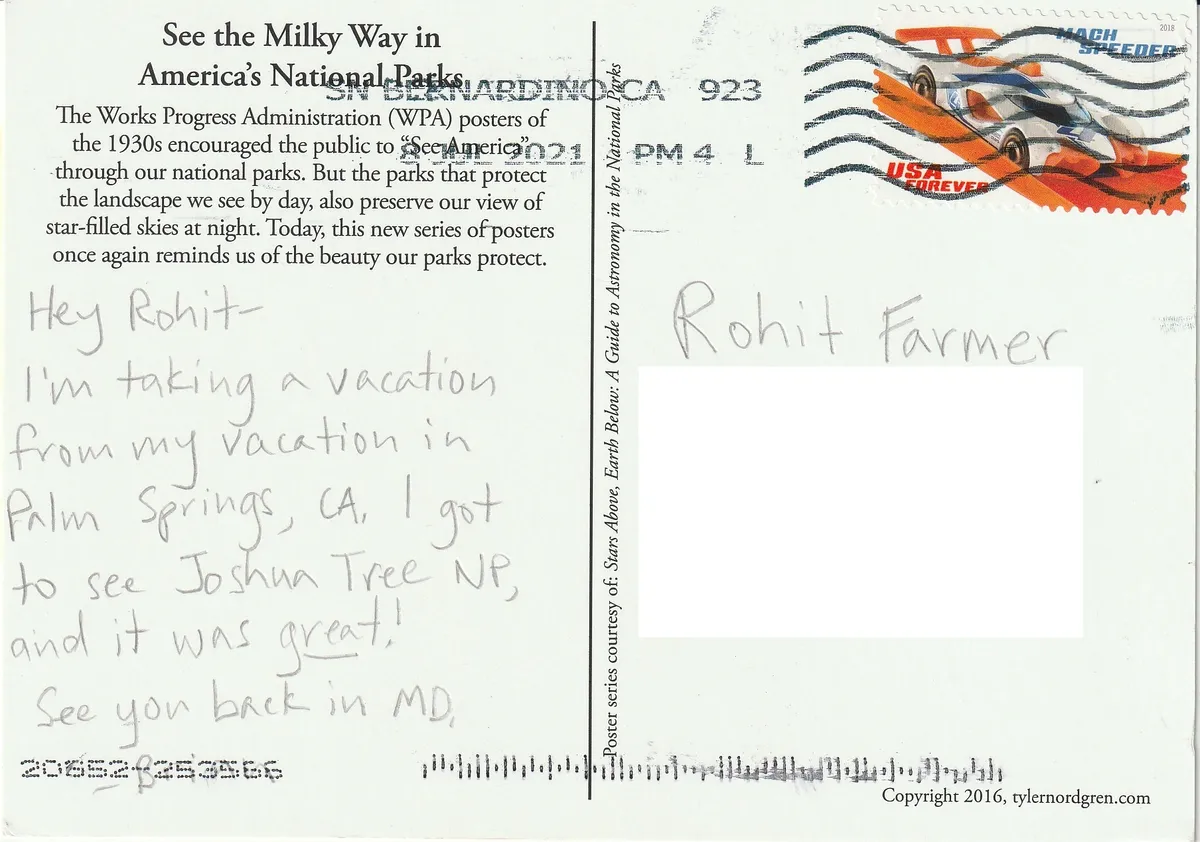 See the Milky Way in
America's National Parks
The Works Progress Administration (WPA) posters of
the 1930s encouraged the public to “See America”
through our national parks. But the parks that protect
the landscape we see by day, also preserve our view of
star-filled skies at night. Today, this new series of posters
once again reminds us of the beauty our parks protect.
Hey Rohit-
I'm taking a vacation
from my vacation in
Palm Springs, CA. I got
to see Joshua Tree NP,
and it was great!
See you back in MD.
Poster series courtesy of: Stars Above, Earth Below: A Guide to Astronomy in the National Parks
SN BERNARDINO CA 923
8 JUL 2021 PM 4 L
MACH
SPEEDER
2018
USA
FOREVER
Rohit Farmer
Copyright 2016, tylernordgren.com